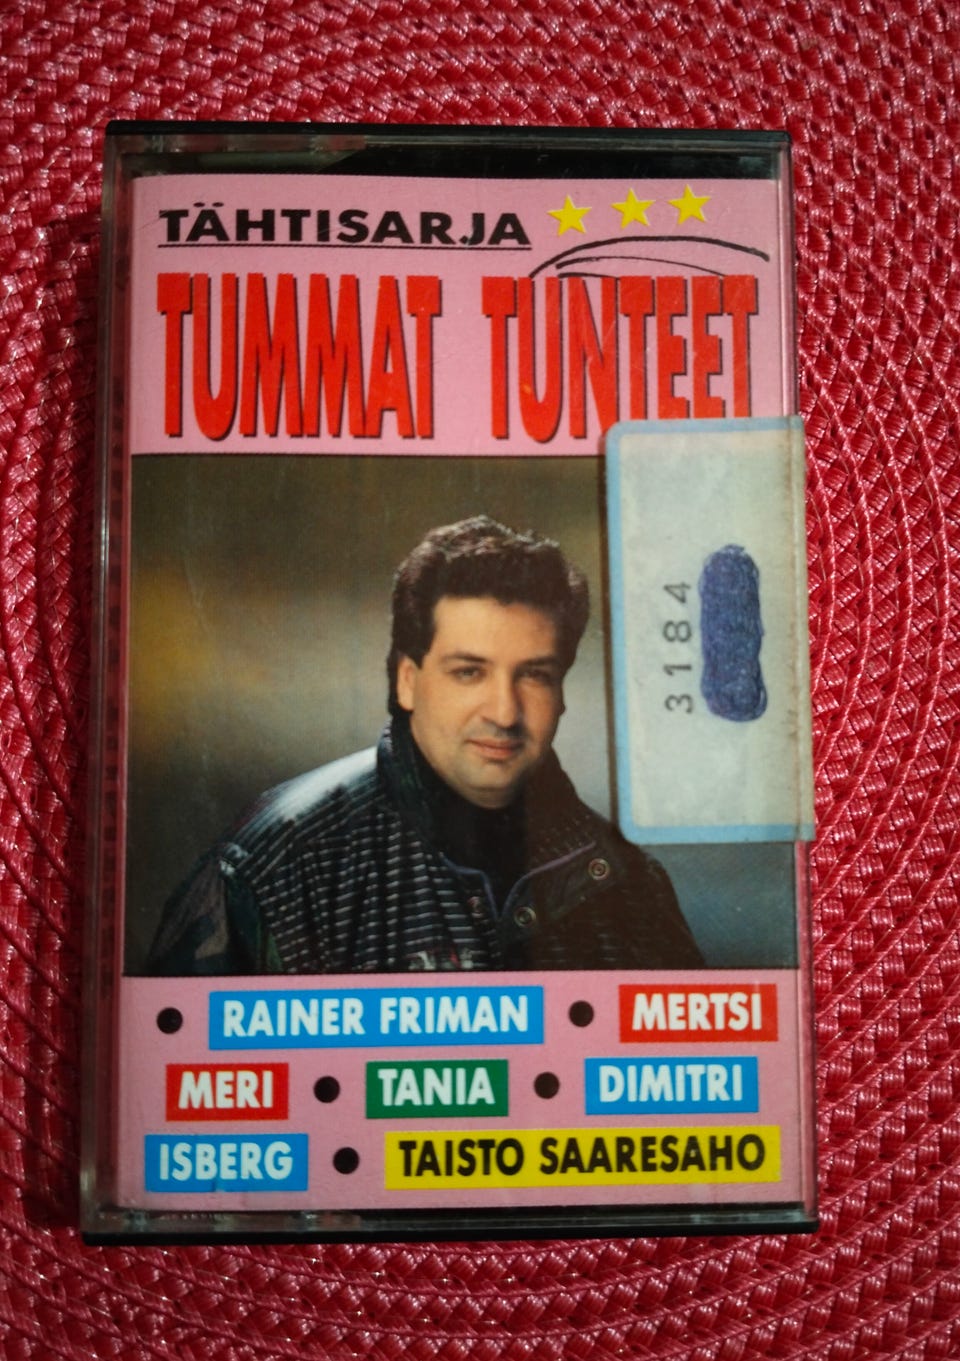 TÄHTISARJA
TUMMAT TUNTEET
3184
• RAINER FRIMAN • MERTSI
MERI • TANIA • DIMITRI
ISBERG • TAISTO SAARESAHO